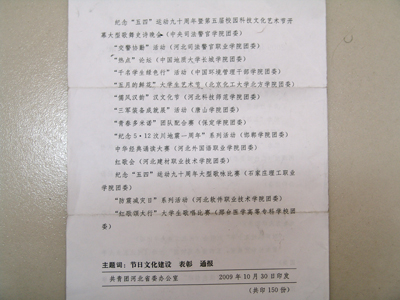 纪念“五四”运动九十周年暨第五届校园科技文化艺术节开
幕大型歌舞史诗晚会（中央司法警官学院团委）
“交警协勤”活动（河北司法警官职业学院团委）
“热点”论坛（中国地质大学长城学院团委）
“千名学生绿色行”活动（中国环境管理干部学院团委）
“五月的鲜花”大学生艺术节（北京化工大学北方学院团委）
“儒风汉韵”汉文化节（河北科技师范学院团委）
“三军装备成就展”活动（唐山学院团委）
“青春多米诺”团队配合赛（保定学院团委）
“纪念5·12汶川地震一周年”系列活动（邯郸学院团委）
中华经典诵读大赛（河北外国语职业学院团委）
红歌会（河北建材职业技术学院团委）
纪念“五四”运动九十周年大型歌咏比赛（石家庄理工职业
学院团委）
“防震减灾日”系列活动（河北软件职业技术学院团委）
“红歌颂大行”大学生歌唱比赛（邢台医学高等专科学校团
委）
主题词：节日文化建设 表彰 通报
共青团河北省委办公室 2009年10月30日印发
（共印150份）